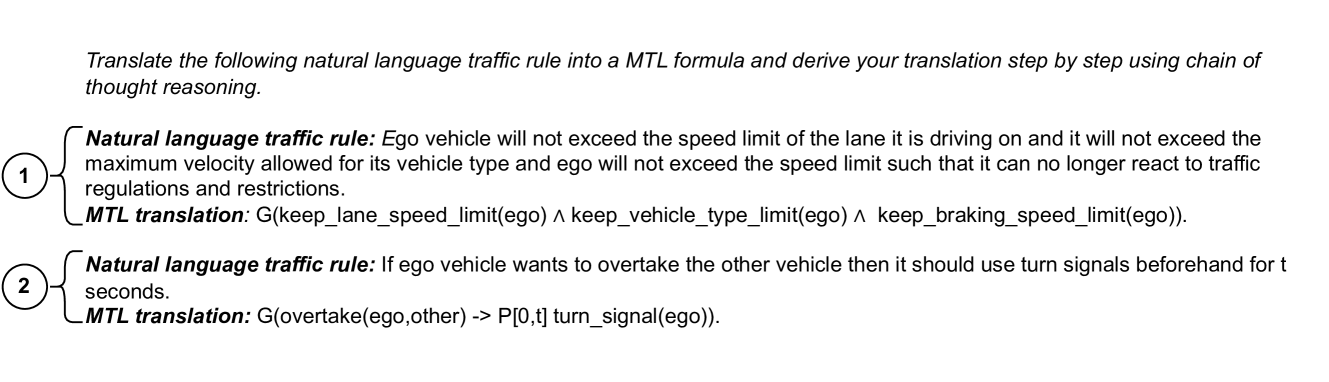 Translate the following natural language traffic rule into a MTL formula and derive your translation step by step using chain of
thought reasoning.
1
Natural language traffic rule: Ego vehicle will not exceed the speed limit of the lane it is driving on and it will not exceed the
maximum velocity allowed for its vehicle type and ego will not exceed the speed limit such that it can no longer react to traffic
regulations and restrictions.
MTL translation: G(keep_lane_speed_limit(ego) ∧ keep_vehicle_type_limit(ego) ∧ keep_braking_speed_limit(ego)).
2
Natural language traffic rule: If ego vehicle wants to overtake the other vehicle then it should use turn signals beforehand for t
seconds.
MTL translation: G(overtake(ego,other) -> P[0,t] turn_signal(ego)).